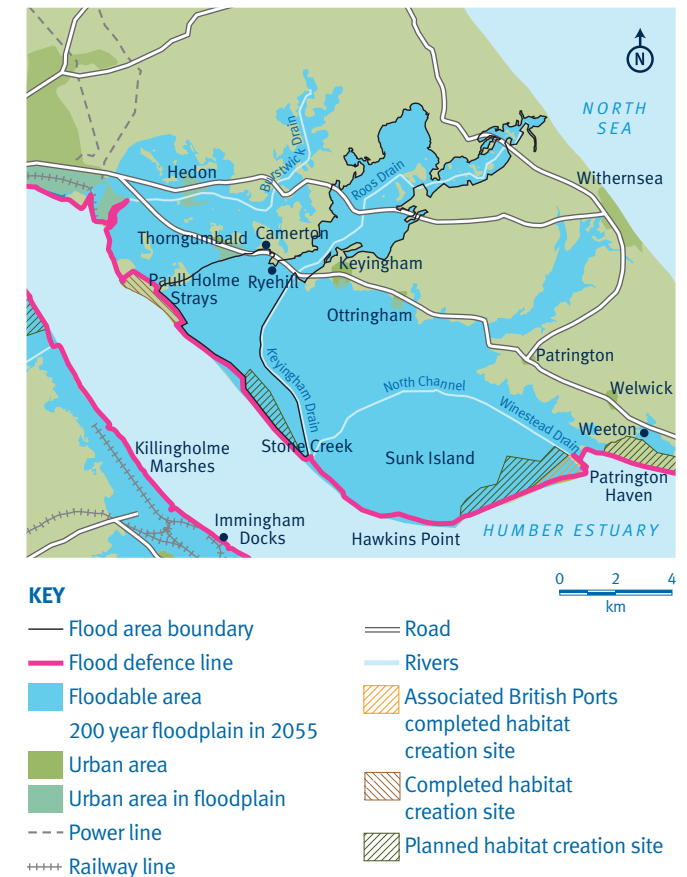 N
NORTH
SEA
Withernsea
Hedon
Burstwick Drain
Roos Drain
Thorngumbald
Camerton
Keyingham
Paull Holme
Strays
Ryehill
Ottringham
Patrington
Keyingham Drain
North Channel
Welwick
Winestead Drain
Weeton
Killingholme
Marshes
Stone Creek
Sunk Island
Patrington
Haven
Immingham
Docks
Hawkins Point
HUMBER ESTUARY
0 2 4
km
KEY
Flood area boundary
Flood defence line
Floodable area
200 year floodplain in 2055
Urban area
Urban area in floodplain
Power line
Railway line
Road
Rivers
Associated British Ports
completed habitat
creation site
Completed habitat
creation site
Planned habitat creation site